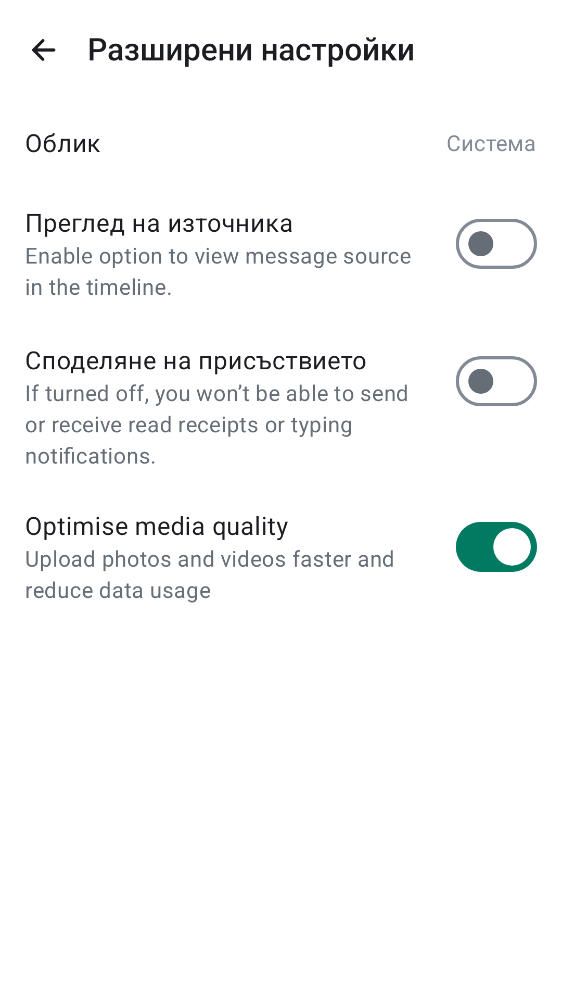 Разширени настройки
Облик
Система
Преглед на източника
Enable option to view message source
in the timeline.
Споделяне на присъствието
If turned off, you won’t be able to send
or receive read receipts or typing
notifications.
Optimise media quality
Upload photos and videos faster and
reduce data usage